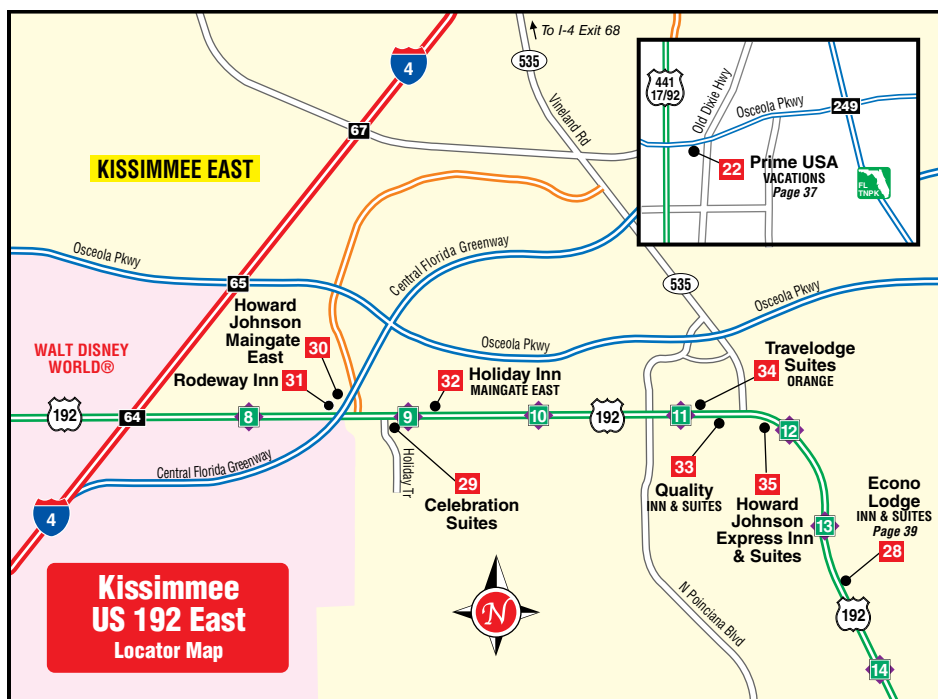 To I-4 Exit 68
4
535
67
Vineland Rd
KISSIMMEE EAST
441
17/92
Old Dixie Hwy
Osceola Pkwy
249
22
Prime USA
VACATIONS
Page 37
FL
TNPK
Osceola Pkwy
Central Florida Greenway
65
535
Osceola Pkwy
Osceola Pkwy
WALT DISNEY
WORLD®
Howard
Johnson
Maingate
East
30
Rodeway Inn
31
32
Holiday Inn
MAINGATE EAST
34
Travelodge
Suites
ORANGE
192
64
8
9
10
192
11
12
Central Florida Greenway
Holiday Tr
29
Celebration
Suites
33
Quality
INN & SUITES
35
Howard
Johnson
Express Inn
& Suites
Econo
Lodge
INN & SUITES
Page 39
28
13
4
Kissimmee
US 192 East
Locator Map
N
N Poinciana Blvd
192
14